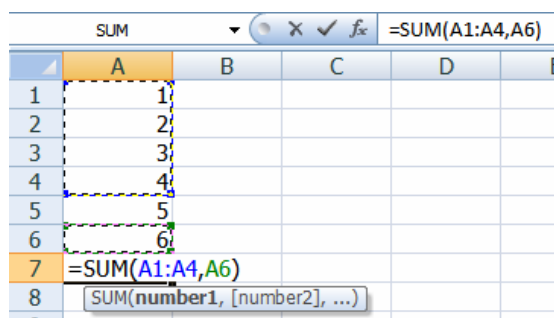 SUM fx =SUM(A1:A4,A6)
A B C D
1 1
2 2
3 3
4 4
5 5
6 6
7 =SUM(A1:A4,A6)
8 SUM(number1, [number2], ...)